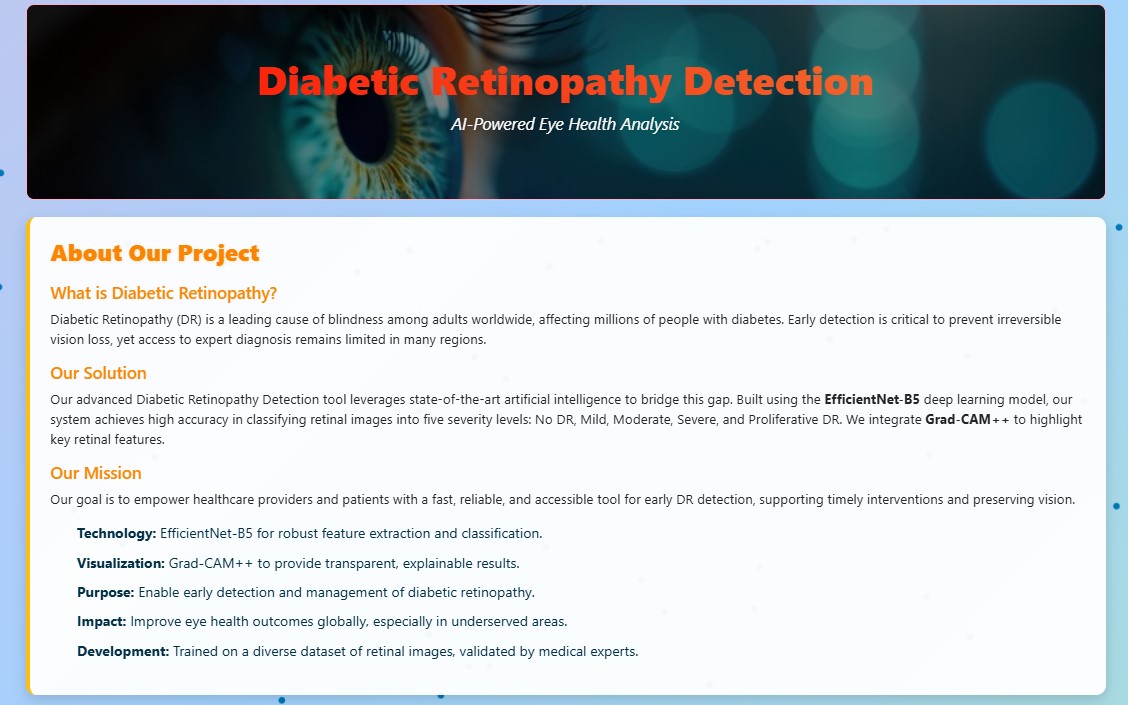 Diabetic Retinopathy Detection
AI-Powered Eye Health Analysis
About Our Project
What is Diabetic Retinopathy?
Diabetic Retinopathy (DR) is a leading cause of blindness among adults worldwide, affecting millions of people with diabetes. Early detection is critical to prevent irreversible
vision loss, yet access to expert diagnosis remains limited in many regions.
Our Solution
Our advanced Diabetic Retinopathy Detection tool leverages state-of-the-art artificial intelligence to bridge this gap. Built using the EfficientNet-B5 deep learning model, our
system achieves high accuracy in classifying retinal images into five severity levels: No DR, Mild, Moderate, Severe, and Proliferative DR. We integrate Grad-CAM++ to highlight
key retinal features.
Our Mission
Our goal is to empower healthcare providers and patients with a fast, reliable, and accessible tool for early DR detection, supporting timely interventions and preserving vision.
Technology: EfficientNet-B5 for robust feature extraction and classification.
Visualization: Grad-CAM++ to provide transparent, explainable results.
Purpose: Enable early detection and management of diabetic retinopathy.
Impact: Improve eye health outcomes globally, especially in underserved areas.
Development: Trained on a diverse dataset of retinal images, validated by medical experts.